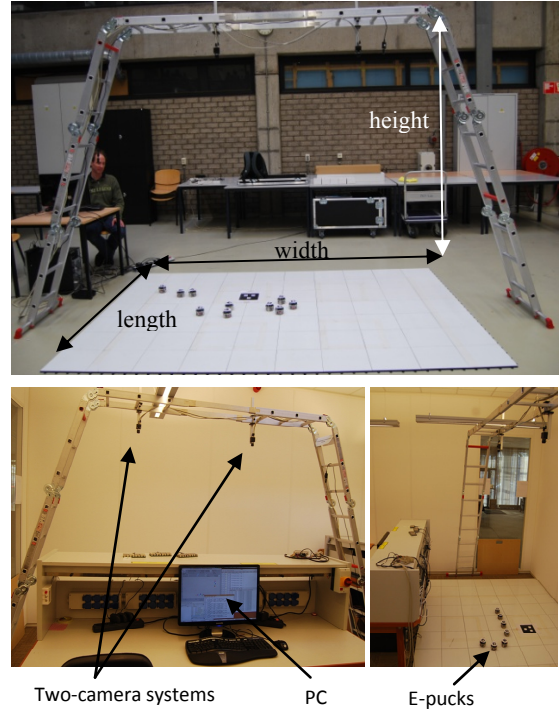 height
width
length
Two-camera systems
PC
E-pucks